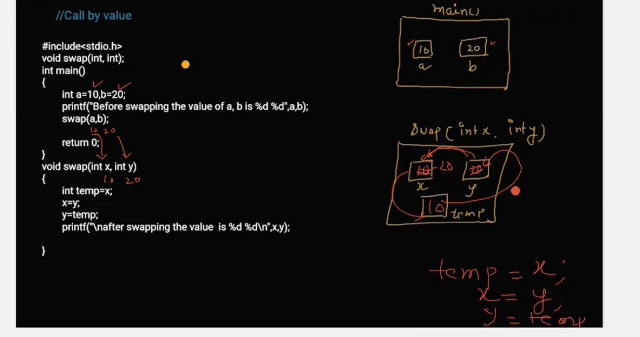 //Call by value
#include<stdio.h>
void swap(int, int);
int main()
{
int a=10,b=20;
printf("Before swapping the value of a, b is %d %d",a,b);
swap(a,b);
10 20
return 0;
}
void swap(int x, int y)
{ 10 20
int temp=x;
x=y;
y=temp;
printf("\nafter swapping the value is %d %d\n",x,y);
}
main()
10 20
a b
Swap( int x, int y)
10 20 20
x y
10 temp
temp = x;
x = y;
y = temp